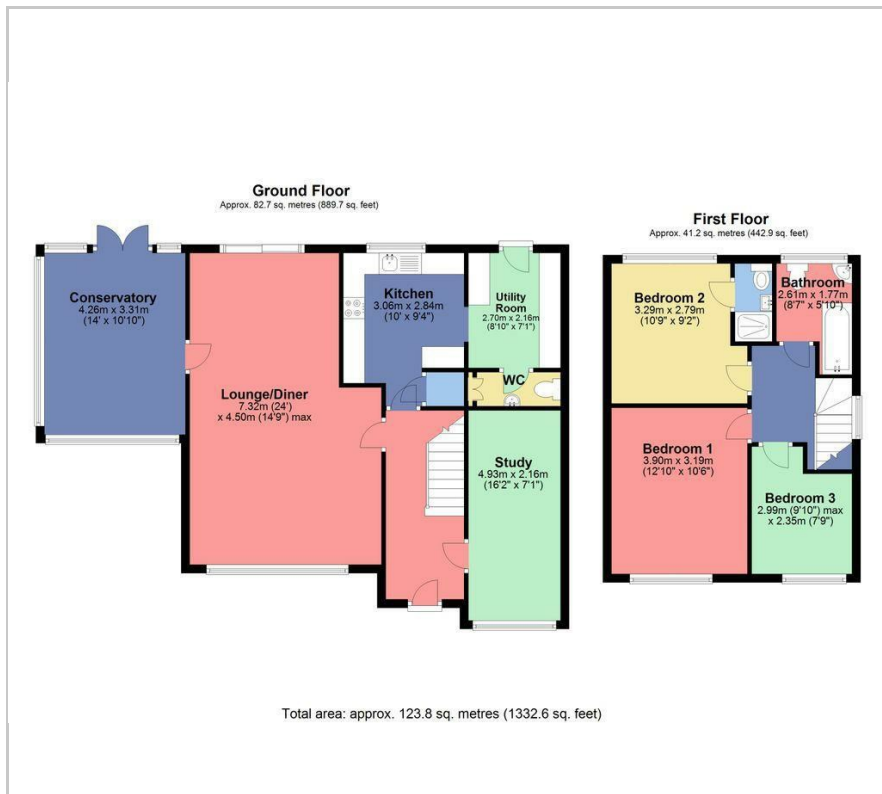 Ground Floor
Approx. 82.7 sq. metres (889.7 sq. feet)
Conservatory
4.26m x 3.31m
(14' x 10'10")
Lounge/Diner
7.32m (24')
x 4.50m (14'9") max
Kitchen
3.06m x 2.84m
(10' x 9'4")
Utility
Room
2.70m x 2.16m
(8'10" x 7'1")
WC
Study
4.93m x 2.16m
(16'2" x 7'1")
First Floor
Approx. 41.2 sq. metres (442.9 sq. feet)
Bedroom 2
3.29m x 2.79m
(10'9" x 9'2")
Bathroom
2.61m x 1.77m
(8'7" x 5'10")
Bedroom 1
3.90m x 3.19m
(12'10" x 10'6")
Bedroom 3
2.99m (9'10") max
x 2.35m (7'9")
Total area: approx. 123.8 sq. metres (1332.6 sq. feet)